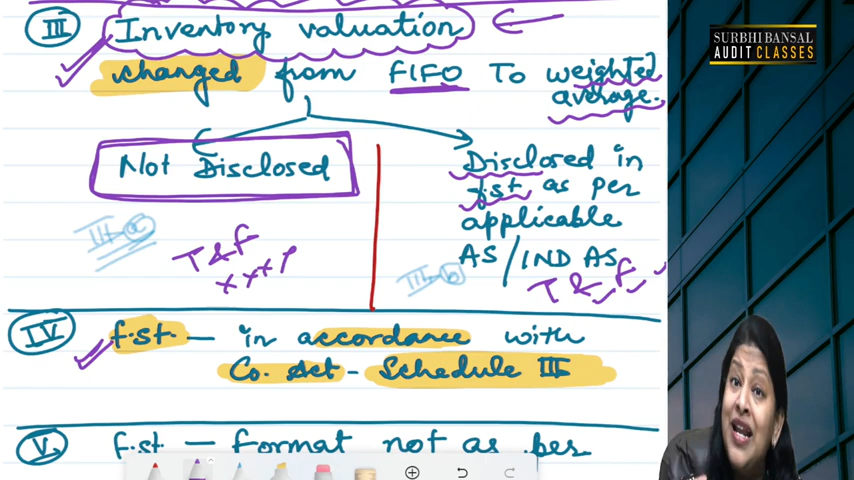 SURBHI BANSAL
AUDIT CLASSES
III Inventory valuation
changed from FIFO To weighted
average.
Not Disclosed
Disclosed in
f.st. as per
applicable
AS/IND AS
III-a
T & F
xxxx
III-b
T & F
IV f.st. — in accordance with
Co. Act - Schedule III
V. f.st. — format not as per